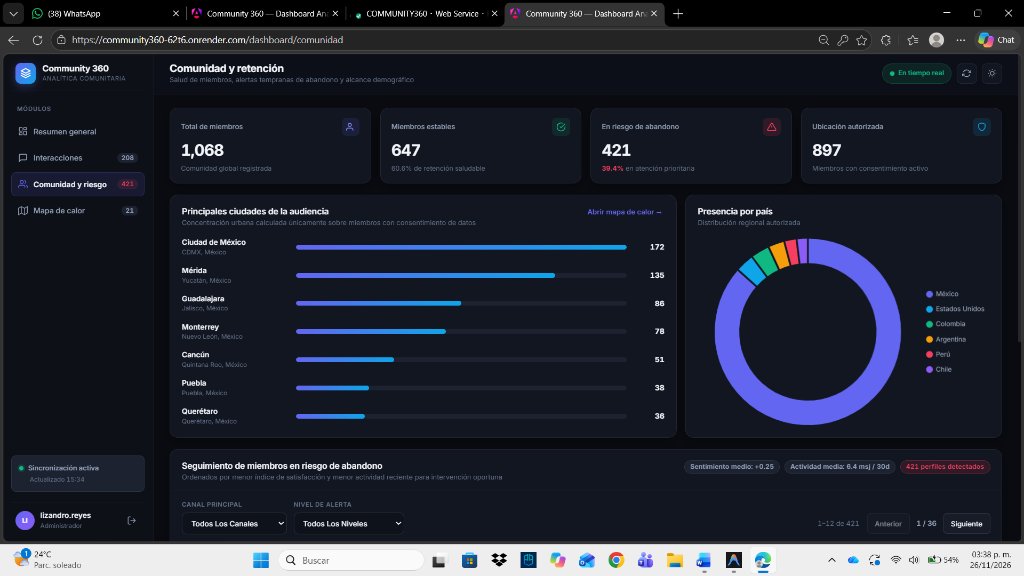 (38) WhatsApp
Community 360 — Dashboard An
COMMUNITY360 - Web Service -
Community 360 — Dashboard An
https://community360-62t6.onrender.com/dashboard/comunidad
Chat
Community 360
ANALÍTICA COMUNITARIA
MÓDULOS
Resumen general
Interacciones 208
Comunidad y riesgo 421
Mapa de calor 21
Sincronización activa
Actualizado 15:34
LI
lizandro.reyes
Administrador
Comunidad y retención
Salud de miembros, alertas tempranas de abandono y alcance demográfico
En tiempo real
Total de miembros
1,068
Comunidad global registrada
Miembros estables
647
60.6% de retención saludable
En riesgo de abandono
421
39.4% en atención prioritaria
Ubicación autorizada
897
Miembros con consentimiento activo
Principales ciudades de la audiencia
Abrir mapa de calor →
Concentración urbana calculada únicamente sobre miembros con consentimiento de datos
Ciudad de México
CDMX, México
172
Mérida
Yucatán, México
135
Guadalajara
Jalisco, México
86
Monterrey
Nuevo León, México
78
Cancún
Quintana Roo, México
51
Puebla
Puebla, México
38
Querétaro
Querétaro, México
36
Presencia por país
Distribución regional autorizada
México
Estados Unidos
Colombia
Argentina
Perú
Chile
Seguimiento de miembros en riesgo de abandono
Ordenados por menor índice de satisfacción y menor actividad reciente para intervención oportuna
Sentimiento medio: +0.25
Actividad media: 6.4 msj / 30d
421 perfiles detectados
CANAL PRINCIPAL
Todos Los Canales
NIVEL DE ALERTA
Todos Los Niveles
1–12 de 421
Anterior
1 / 36
Siguiente
1
24°C
Parc. soleado
Buscar
54%
03:38 p. m.
26/11/2026